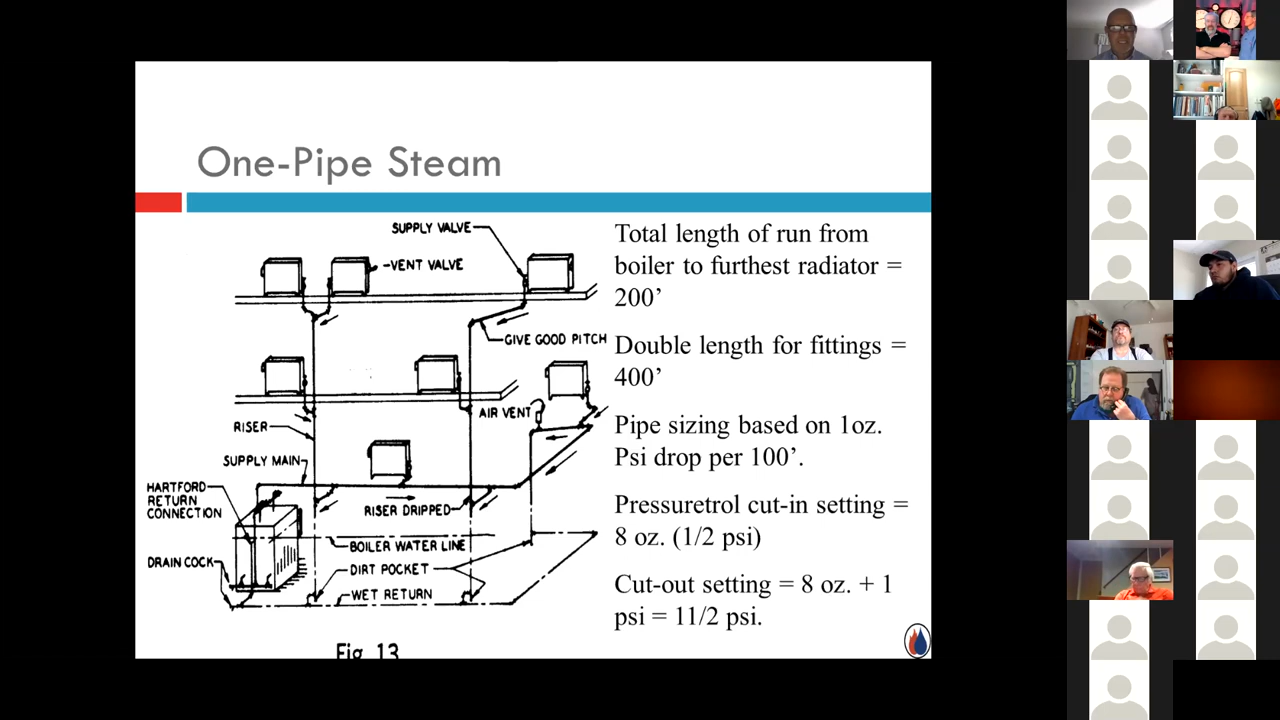 One-Pipe Steam
SUPPLY VALVE
-VENT VALVE
GIVE GOOD PITCH
AIR VENT
RISER
SUPPLY MAIN
HARTFORD
RETURN
CONNECTION
RISER DRIPPED
BOILER WATER LINE
DRAIN COCK
DIRT POCKET
WET RETURN
Fig 13
Total length of run from
boiler to furthest radiator =
200’
Double length for fittings =
400’
Pipe sizing based on 1oz.
Psi drop per 100’.
Pressuretrol cut-in setting =
8 oz. (1/2 psi)
Cut-out setting = 8 oz. + 1
psi = 11/2 psi.